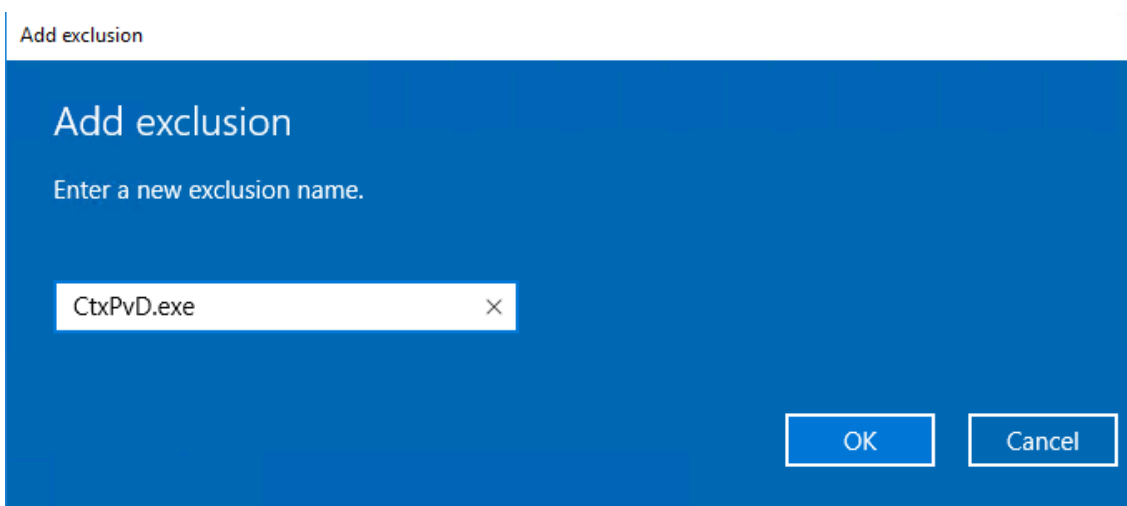 Add exclusion
Add exclusion
Enter a new exclusion name.
CtxPvD.exe
OK Cancel